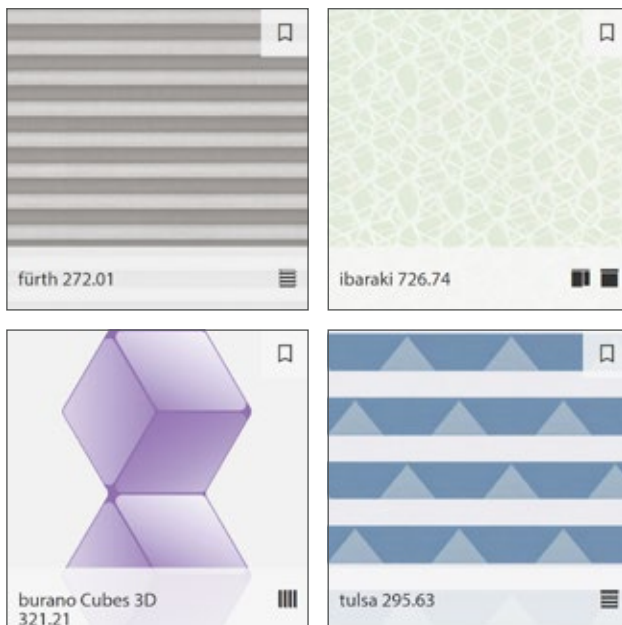 fürth 272.01
ibaraki 726.74
burano Cubes 3D
321.21
tulsa 295.63